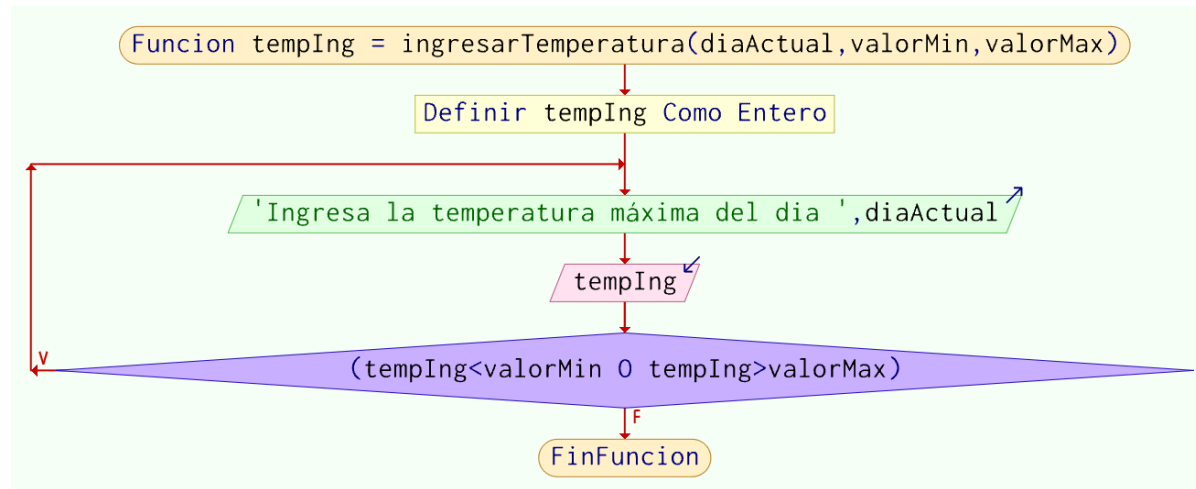 Funcion tempIng = ingresarTemperatura(diaActual,valorMin,valorMax)
Definir tempIng Como Entero
'Ingresa la temperatura máxima del dia ',diaActual
tempIng
V
(tempIng<valorMin O tempIng>valorMax)
F
FinFuncion